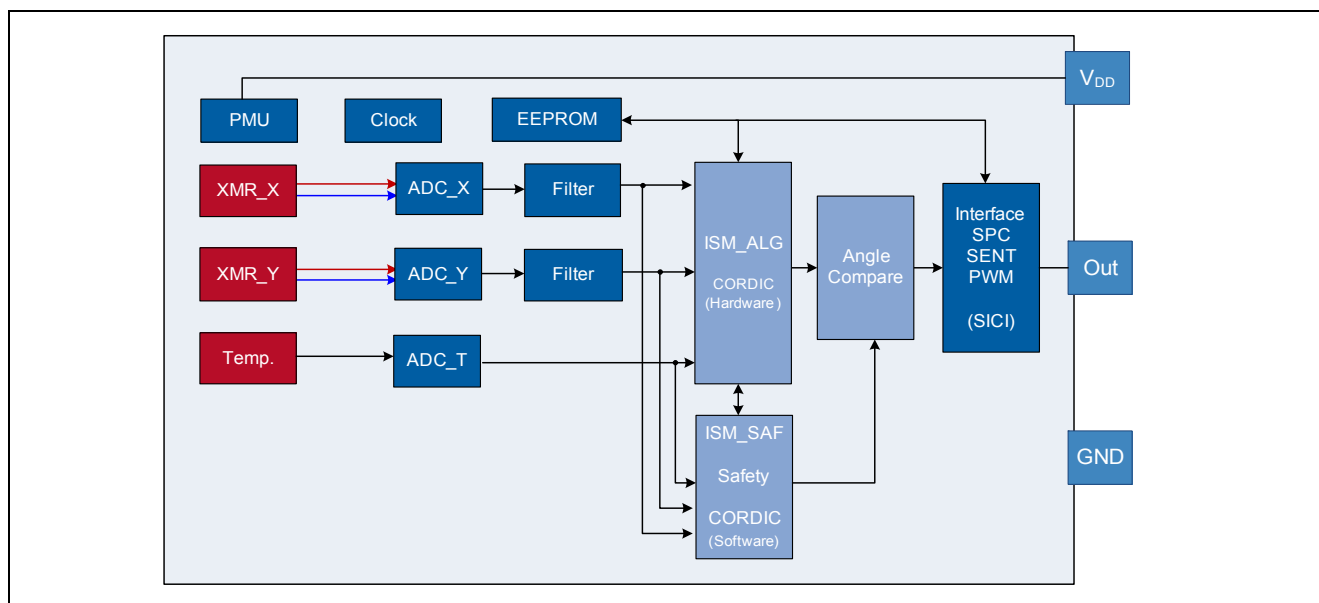 V_DD
PMU
Clock
EEPROM
XMR_X
ADC_X
Filter
XMR_Y
ADC_Y
Filter
Temp.
ADC_T
ISM_ALG
CORDIC
(Hardware)
Angle
Compare
Interface
SPC
SENT
PWM
(SICI)
Out
ISM_SAF
Safety
CORDIC
(Software)
GND